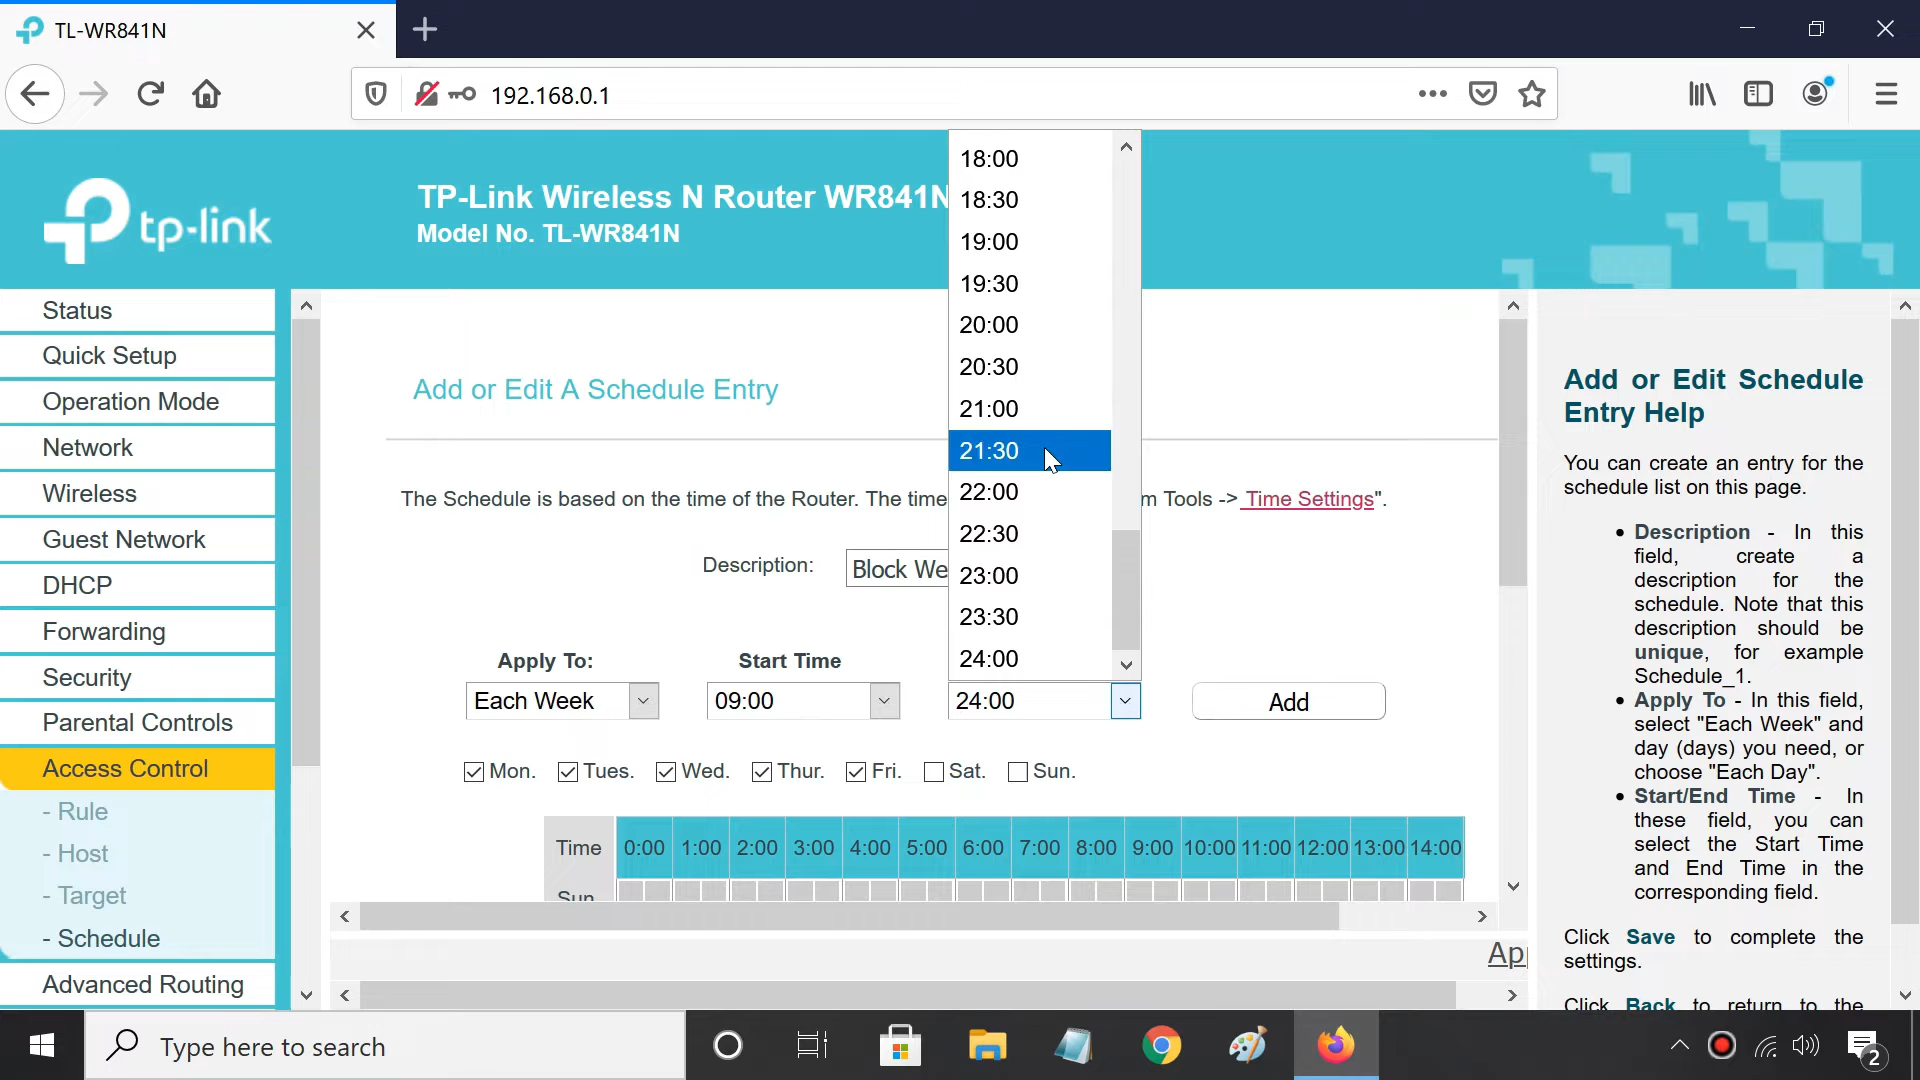 TL-WR841N
192.168.0.1
tp-link
TP-Link Wireless N Router WR841N
Model No. TL-WR841N
Status
Quick Setup
Operation Mode
Network
Wireless
Guest Network
DHCP
Forwarding
Security
Parental Controls
Access Control
- Rule
- Host
- Target
- Schedule
Advanced Routing
Add or Edit A Schedule Entry
The Schedule is based on the time of the Router. The time m Tools -> Time Settings".
Description: Block We
18:00
18:30
19:00
19:30
20:00
20:30
21:00
21:30
22:00
22:30
23:00
23:30
24:00
Apply To: Start Time
Each Week 09:00 24:00 Add
Mon. Tues. Wed. Thur. Fri. Sat. Sun.
Time 0:00 1:00 2:00 3:00 4:00 5:00 6:00 7:00 8:00 9:00 10:00 11:00 12:00 13:00 14:00
Sun
App
Add or Edit Schedule
Entry Help
You can create an entry for the
schedule list on this page.
Description - In this
field, create a
description for the
schedule. Note that this
description should be
unique, for example
Schedule_1.
Apply To - In this field,
select "Each Week" and
day (days) you need, or
choose "Each Day".
Start/End Time - In
these field, you can
select the Start Time
and End Time in the
corresponding field.
Click Save to complete the
settings.
Click Back to return to the
Type here to search
2